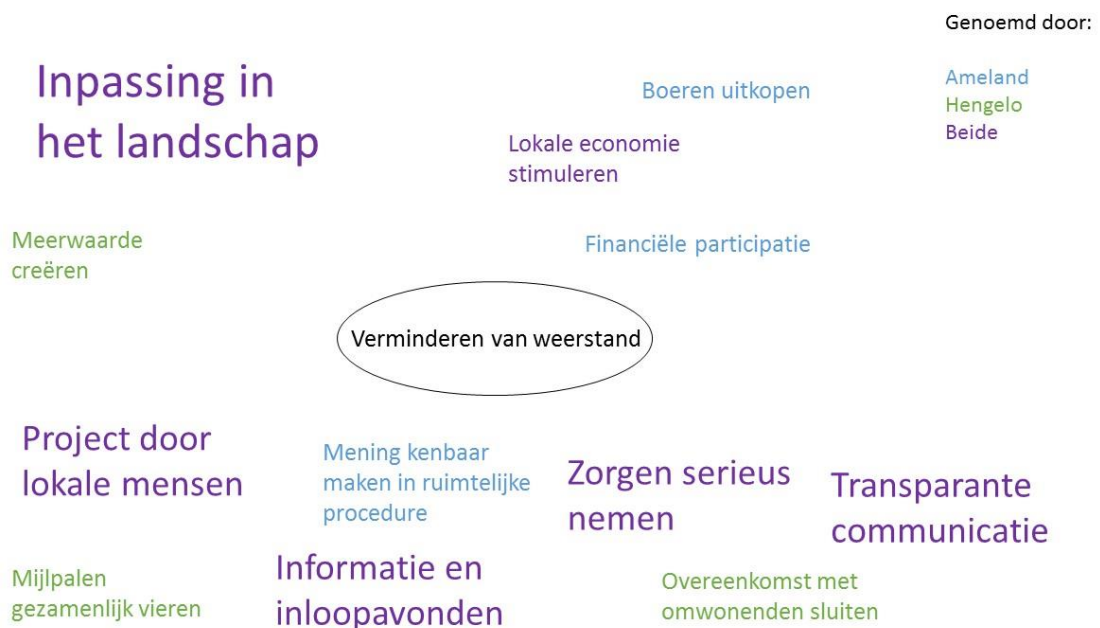 Genoemd door:
Ameland
Hengelo
Beide
Inpassing in
het landschap
Boeren uitkopen
Lokale economie
stimuleren
Meerwaarde
creëren
Financiële participatie
Verminderen van weerstand
Project door
lokale mensen
Mening kenbaar
maken in ruimtelijke
procedure
Zorgen serieus
nemen
Transparante
communicatie
Mijlpalen
gezamenlijk vieren
Informatie en
inloopavonden
Overeenkomst met
omwonenden sluiten